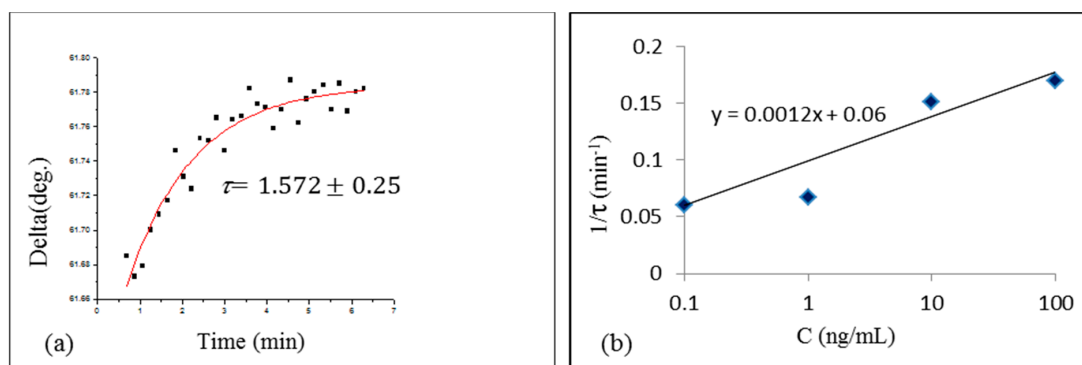 61.80
61.78
61.76
61.74
61.72
61.70
61.68
61.66
Delta(deg.)
τ= 1.572 ± 0.25
0 1 2 3 4 5 6 7
Time (min)
(a)
0.2
0.15
0.1
0.05
0
1/τ (min⁻¹)
y = 0.0012x + 0.06
0.1 1 10 100
C (ng/mL)
(b)